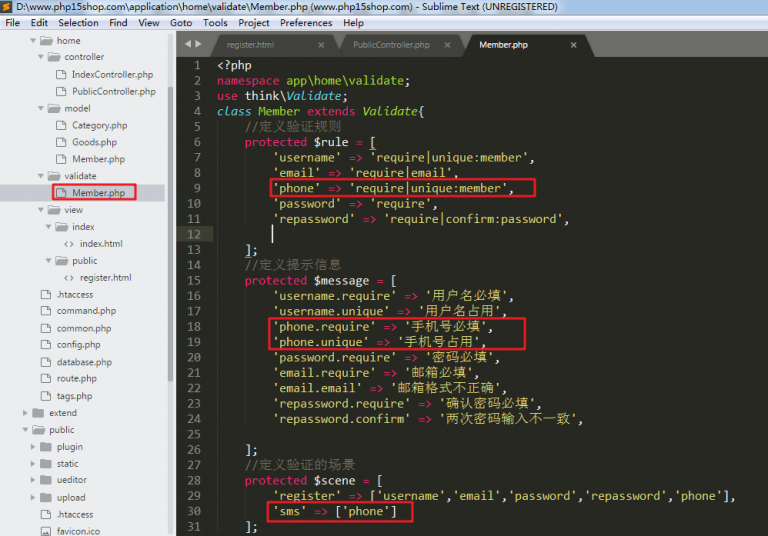 D:\www.php15shop.com\application\home\validate\Member.php (www.php15shop.com) - Sublime Text (UNREGISTERED)
File Edit Selection Find View Goto Tools Project Preferences Help
home
controller
IndexController.php
PublicController.php
model
Category.php
Goods.php
Member.php
validate
Member.php
view
index
index.html
public
register.html
.htaccess
command.php
common.php
config.php
database.php
route.php
tags.php
extend
public
plugin
static
ueditor
upload
.htaccess
favicon.ico
register.html PublicController.php Member.php
1 <?php
2 namespace app\home\validate;
3 use think\Validate;
4 class Member extends Validate{
5 //定义验证规则
6 protected $rule = [
7 'username' => 'require|unique:member',
8 'email' => 'require|email',
9 'phone' => 'require|unique:member',
10 'password' => 'require',
11 'repassword' => 'require|confirm:password',
12
13 ];
14 //定义提示信息
15 protected $message = [
16 'username.require' => '用户名必填',
17 'username.unique' => '用户名占用',
18 'phone.require' => '手机号必填',
19 'phone.unique' => '手机号占用',
20 'password.require' => '密码必填',
21 'email.require' => '邮箱必填',
22 'email.email' => '邮箱格式不正确',
23 'repassword.require' => '确认密码必填',
24 'repassword.confirm' => '两次密码输入不一致',
25
26 ];
27 //定义验证的场景
28 protected $scene = [
29 'register' => ['username','email','password','repassword','phone'],
30 'sms' => ['phone']
31 ];